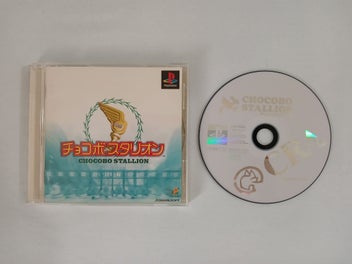 PlayStation
チョコボスタリオン
CHOCOBO STALLION
SQUARESOFT
CHOCOBO
STALLION